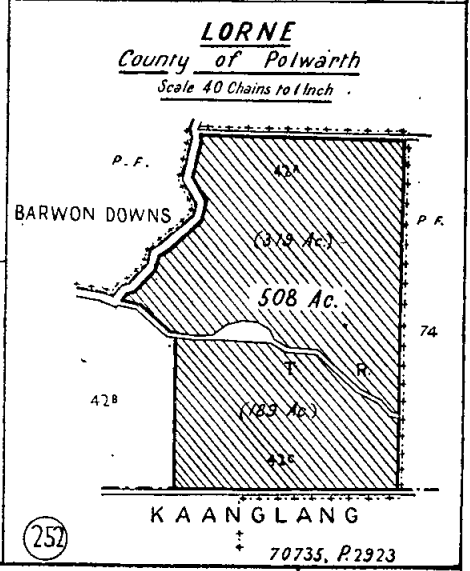 LORNE
County of Polwarth
Scale 40 Chains to 1 Inch
P. F.
42A
BARWON DOWNS
P. F.
(319 Ac.)
508 Ac.
74
T. R.
42B
(189 Ac.)
42C
KAANGLANG
252
70735, P.2923